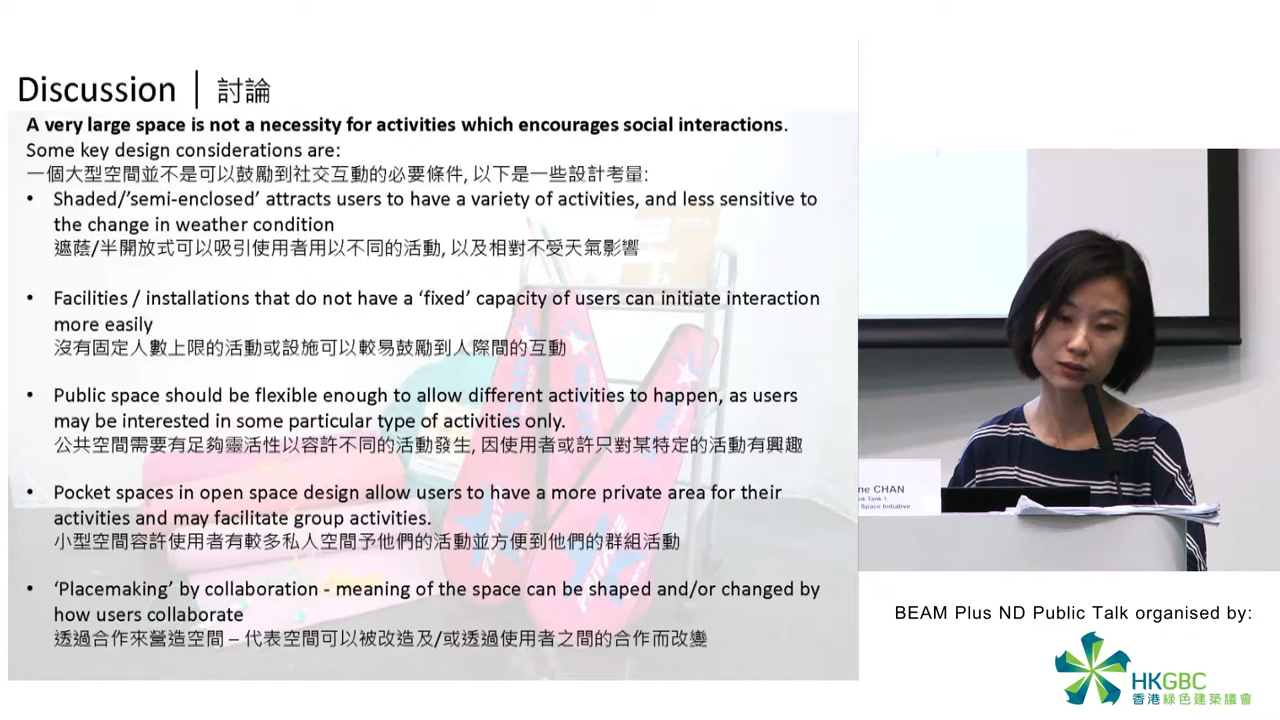 Discussion | 討論
A very large space is not a necessity for activities which encourages social interactions.
Some key design considerations are:
一個大型空間並不是可以鼓勵到社交互動的必要條件, 以下是一些設計考量:
• Shaded/'semi-enclosed' attracts users to have a variety of activities, and less sensitive to
the change in weather condition
遮蔭/半開放式可以吸引使用者用以不同的活動, 以及相對不受天氣影響
• Facilities / installations that do not have a 'fixed' capacity of users can initiate interaction
more easily
沒有固定人數上限的活動或設施可以較易鼓勵到人際間的互動
• Public space should be flexible enough to allow different activities to happen, as users
may be interested in some particular type of activities only.
公共空間需要有足夠靈活性以容許不同的活動發生, 因使用者或許只對某特定的活動有興趣
• Pocket spaces in open space design allow users to have a more private area for their
activities and may facilitate group activities.
小型空間容許使用者有較多私人空間予他們的活動並方便到他們的群組活動
• 'Placemaking' by collaboration - meaning of the space can be shaped and/or changed by
how users collaborate
透過合作來營造空間 – 代表空間可以被改造及/或透過使用者之間的合作而改變
ne CHAN
nk Tank 1,
Space Initiative
BEAM Plus ND Public Talk organised by:
HKGBC
香港綠色建築議會